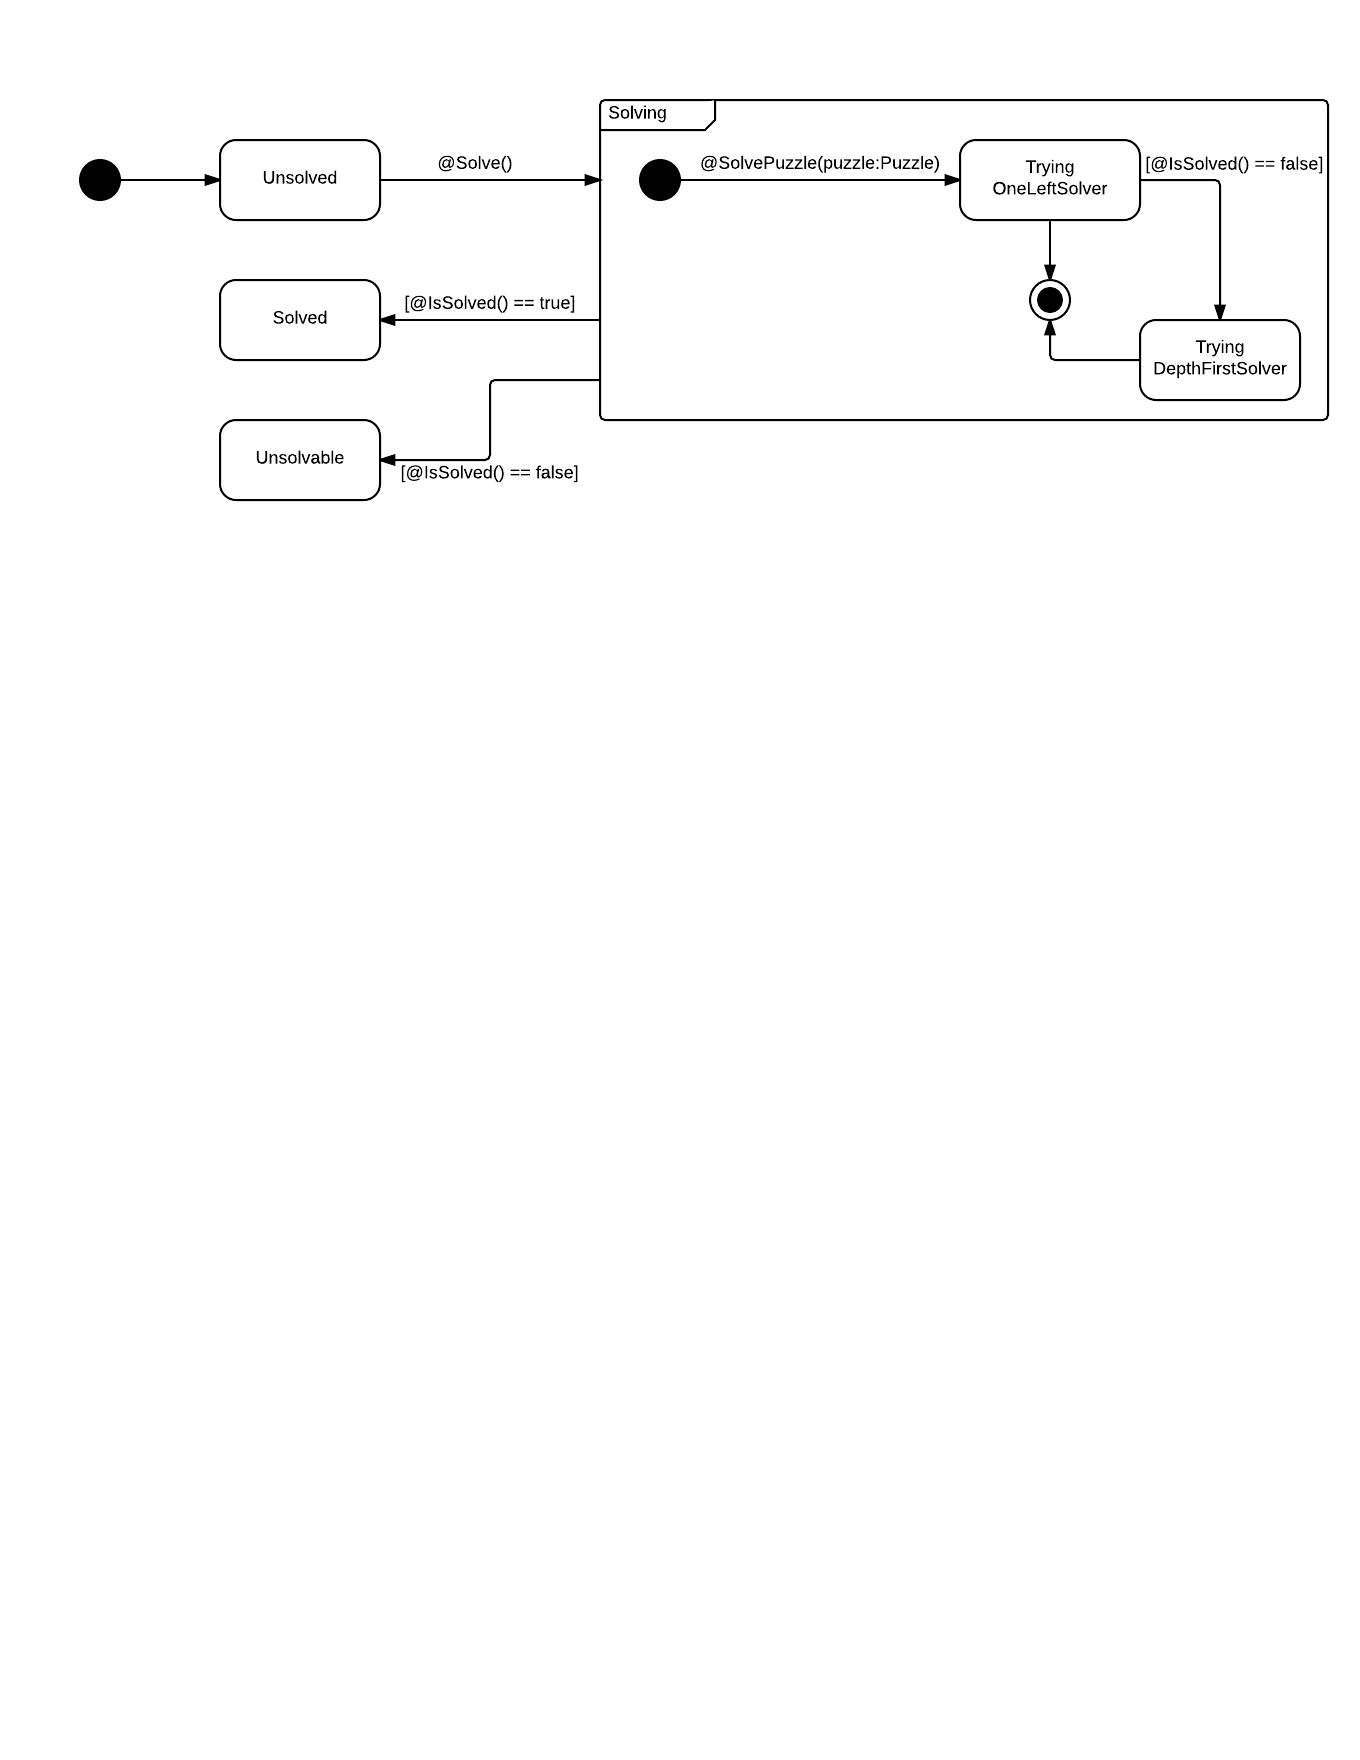 Solving
@Solve()
@SolvePuzzle(puzzle:Puzzle)
[@IsSolved() == false]
Unsolved
Trying
OneLeftSolver
[@IsSolved() == true]
Solved
Trying
DepthFirstSolver
Unsolvable
[@IsSolved() == false]